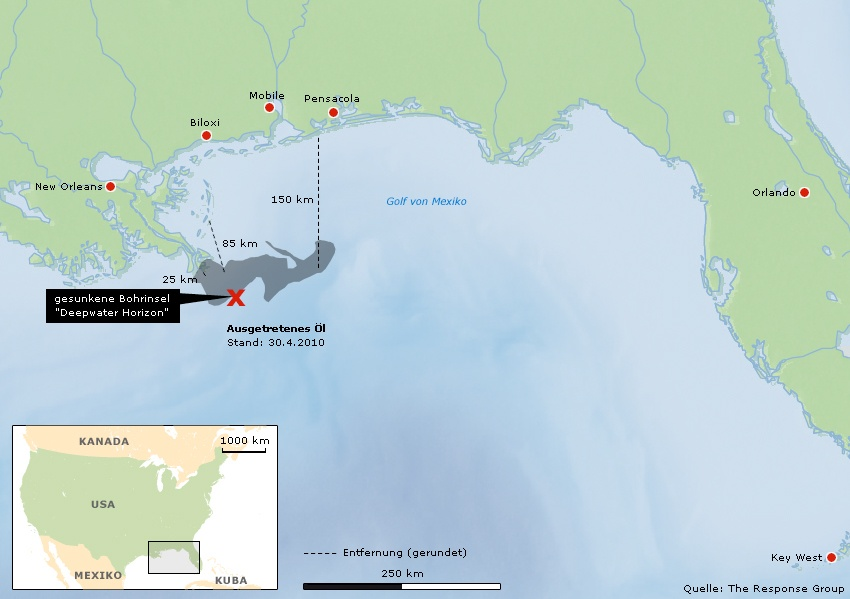 Mobile
Pensacola
Biloxi
New Orleans
Orlando
150 km
Golf von Mexiko
85 km
25 km
gesunkene Bohrinsel
"Deepwater Horizon"
X
Ausgetretenes Öl
Stand: 30.4.2010
KANADA
1000 km
USA
MEXIKO
KUBA
Entfernung (gerundet)
250 km
Key West
Quelle: The Response Group